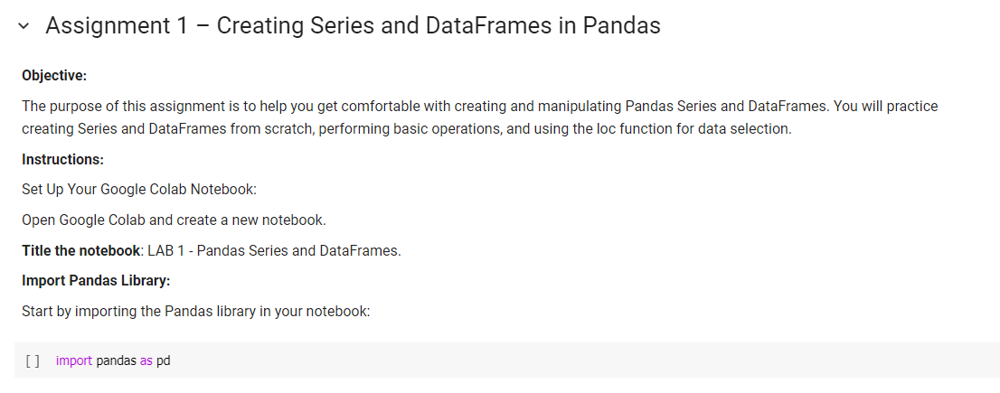 Assignment 1 – Creating Series and DataFrames in Pandas
Objective:
The purpose of this assignment is to help you get comfortable with creating and manipulating Pandas Series and DataFrames. You will practice
creating Series and DataFrames from scratch, performing basic operations, and using the loc function for data selection.
Instructions:
Set Up Your Google Colab Notebook:
Open Google Colab and create a new notebook.
Title the notebook: LAB 1 - Pandas Series and DataFrames.
Import Pandas Library:
Start by importing the Pandas library in your notebook:
[ ] import pandas as pd